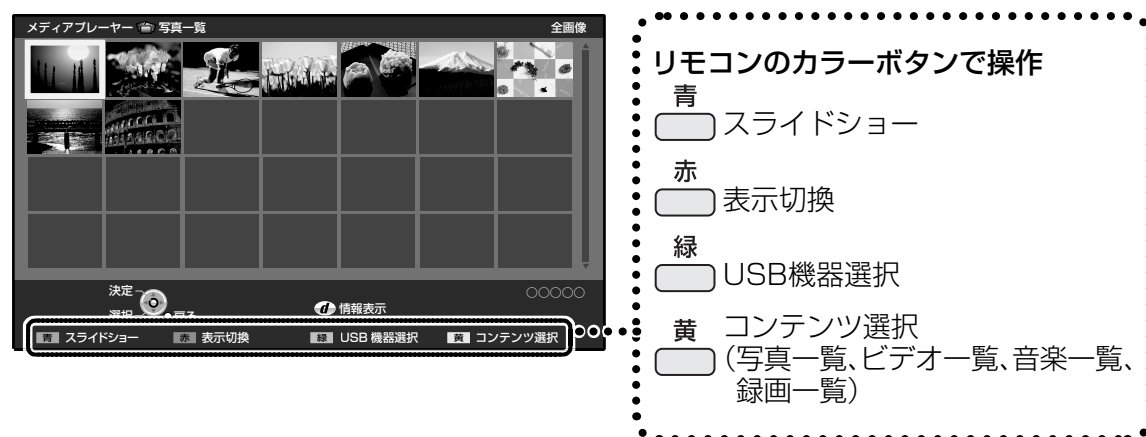 メディアプレーヤー 写真一覧 全画像
決定
選択 戻る
d 情報表示
○○○○○
青 スライドショー 赤 表示切換 緑 USB 機器選択 黄 コンテンツ選択
リモコンのカラーボタンで操作
青
スライドショー
赤
表示切換
緑
USB機器選択
黄 コンテンツ選択
(写真一覧、ビデオ一覧、音楽一覧、
録画一覧)